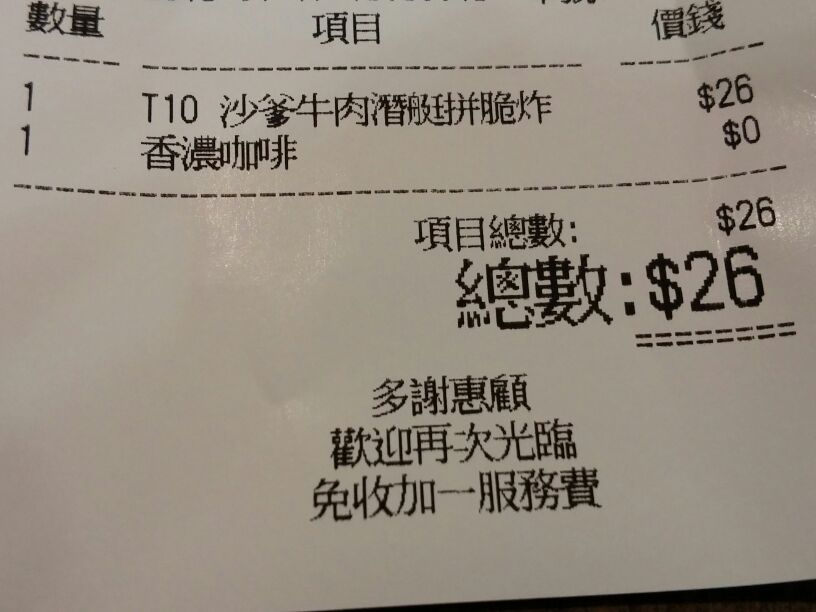 數量 項目 價錢
1 T10 沙爹牛肉潛艇拼脆炸 $26
1 香濃咖啡 $0
項目總數: $26
總數:$26
多謝惠顧
歡迎再次光臨
免收加一服務費